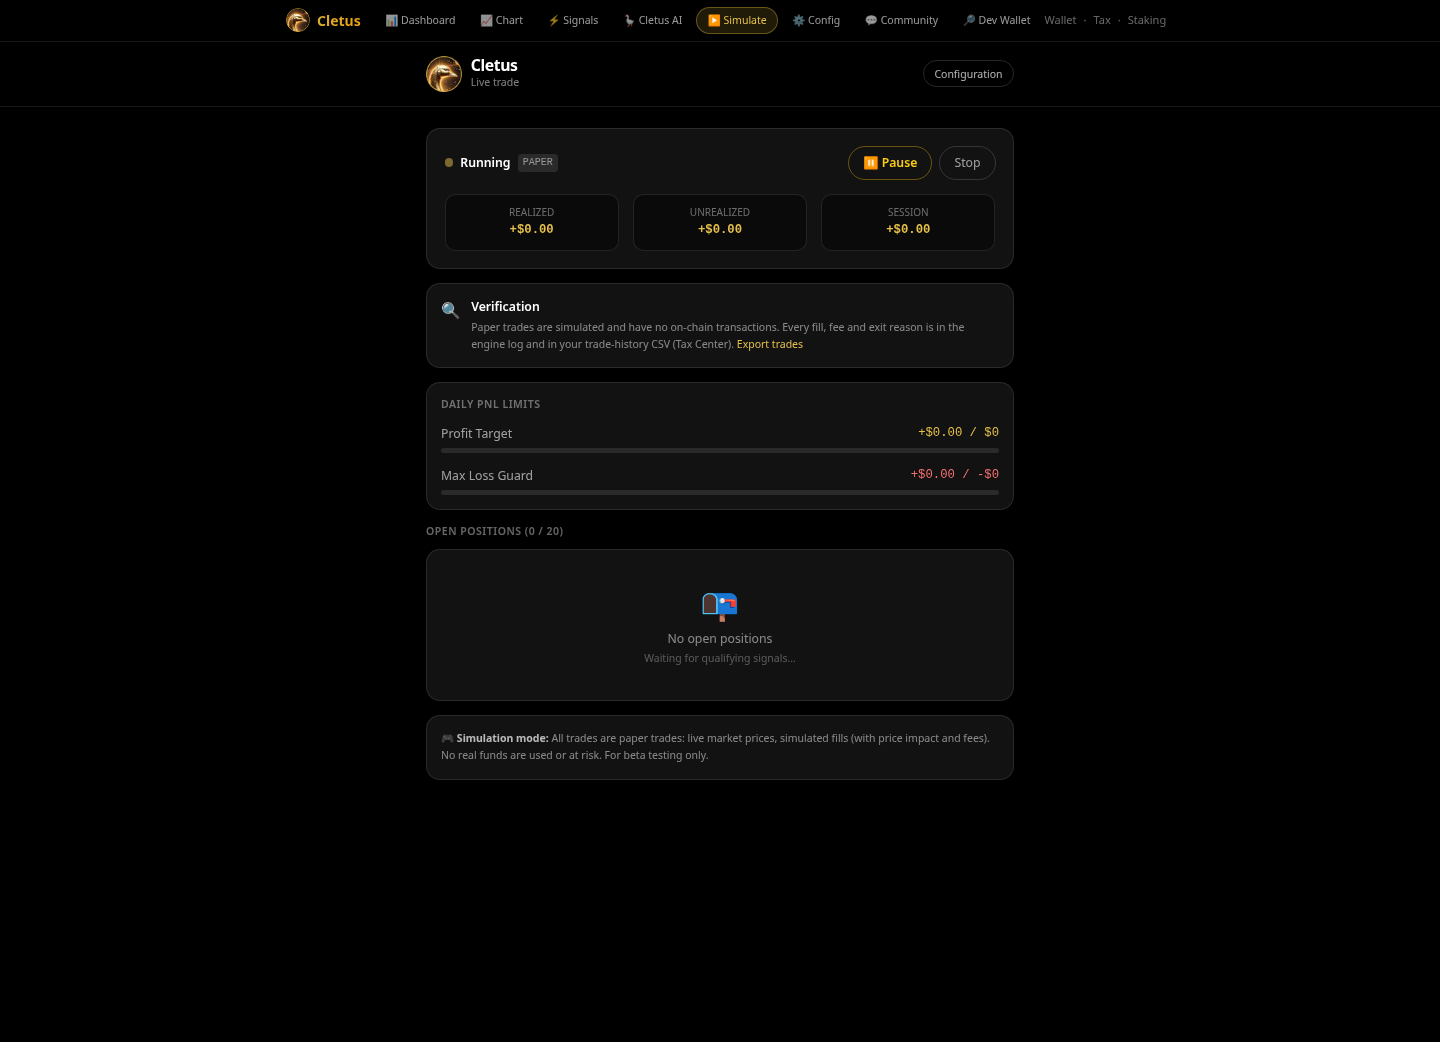 Cletus
📊 Dashboard
📈 Chart
⚡ Signals
🦆 Cletus AI
▶️ Simulate
⚙️ Config
💬 Community
🔎 Dev Wallet
Wallet · Tax · Staking
Cletus
Live trade
Configuration
Running PAPER
⏸️ Pause
Stop
REALIZED
+$0.00
UNREALIZED
+$0.00
SESSION
+$0.00
Verification
Paper trades are simulated and have no on-chain transactions. Every fill, fee and exit reason is in the
engine log and in your trade-history CSV (Tax Center). Export trades
DAILY PNL LIMITS
Profit Target +$0.00 / $0
Max Loss Guard +$0.00 / -$0
OPEN POSITIONS (0 / 20)
No open positions
Waiting for qualifying signals...
🎮 Simulation mode: All trades are paper trades: live market prices, simulated fills (with price impact and fees).
No real funds are used or at risk. For beta testing only.